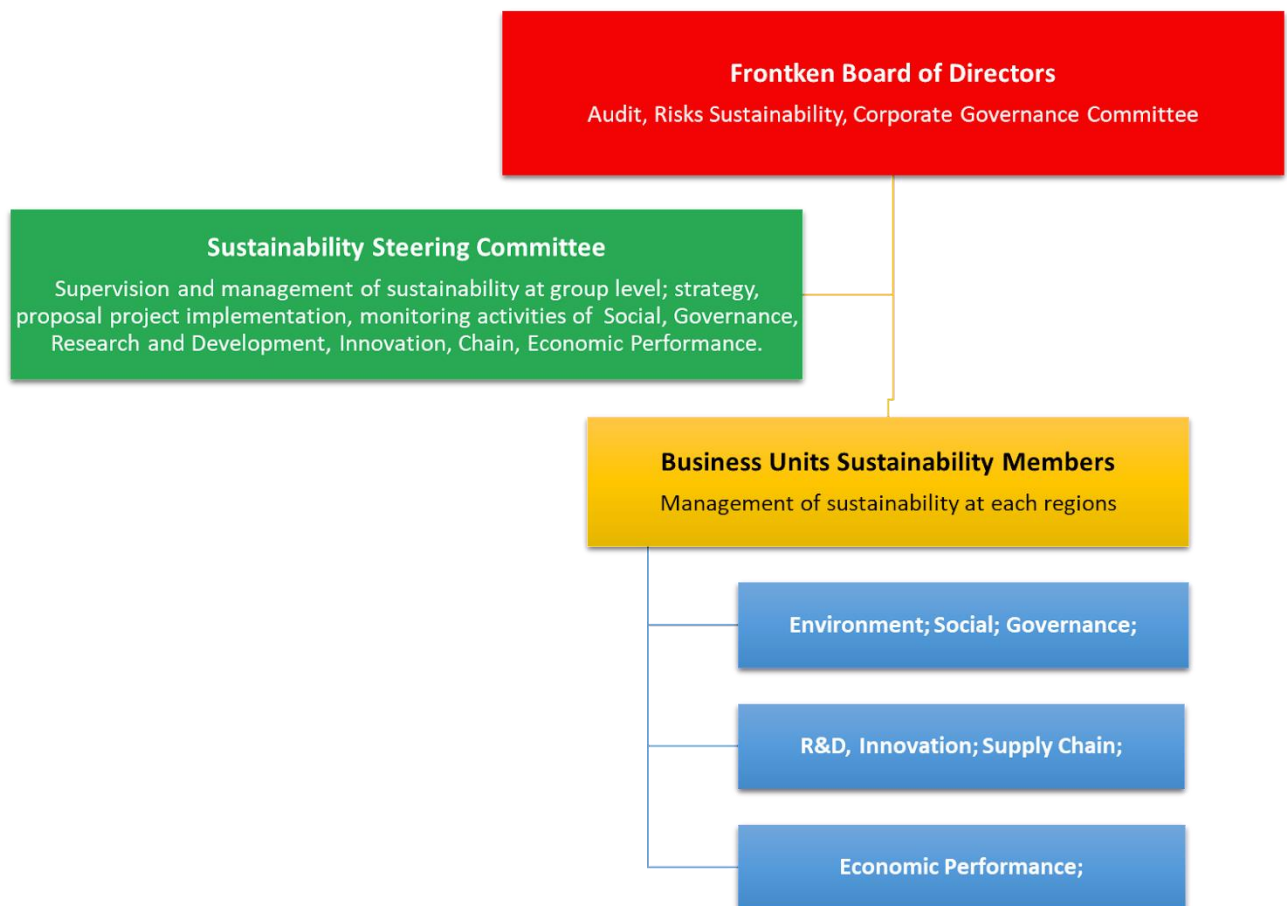 Frontken Board of Directors
Audit, Risks Sustainability, Corporate Governance Committee
Sustainability Steering Committee
Supervision and management of sustainability at group level; strategy,
proposal project implementation, monitoring activities of Social, Governance,
Research and Development, Innovation, Chain, Economic Performance.
Business Units Sustainability Members
Management of sustainability at each regions
Environment; Social; Governance;
R&D, Innovation; Supply Chain;
Economic Performance;